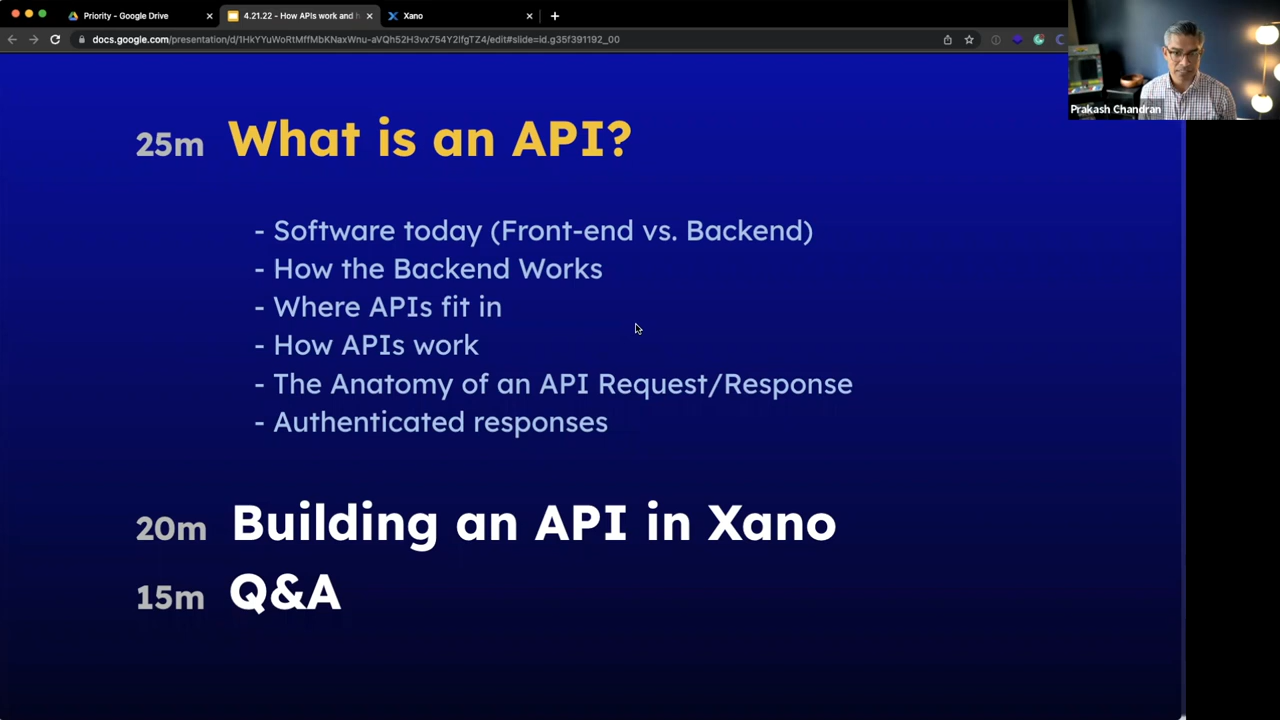 Priority - Google Drive
4.21.22 - How APIs work and h
Xano
docs.google.com/presentation/d/1HkYYuWoRtMffMbKNaxWnu-aVQh52H3vx754Y2IfgTZ4/edit#slide=id.g35f391192_00
Prakash Chandran
25m What is an API?
- Software today (Front-end vs. Backend)
- How the Backend Works
- Where APIs fit in
- How APIs work
- The Anatomy of an API Request/Response
- Authenticated responses
20m Building an API in Xano
15m Q&A